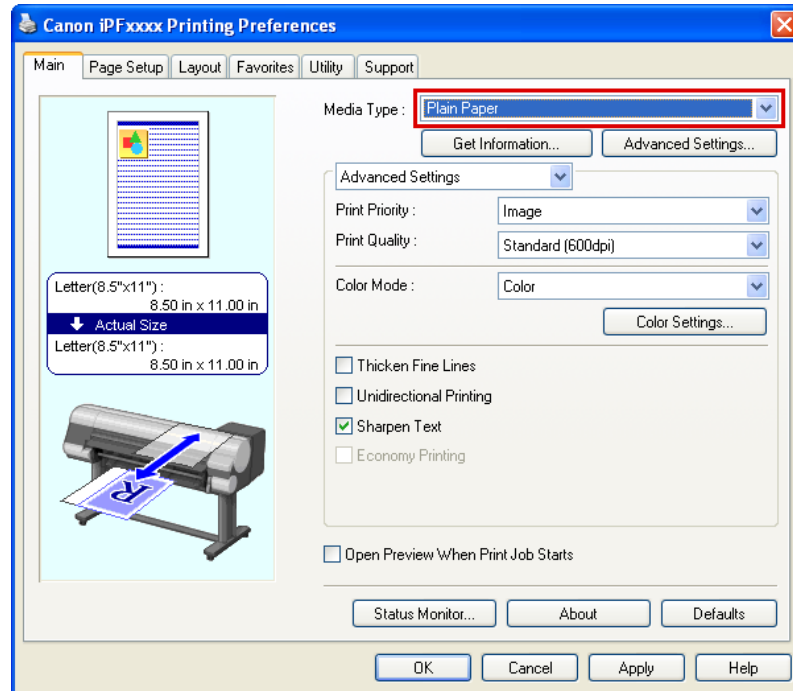 Canon iPFxxxx Printing Preferences
Main Page Setup Layout Favorites Utility Support
Media Type : Plain Paper
Get Information... Advanced Settings...
Advanced Settings
Print Priority : Image
Print Quality : Standard (600dpi)
Color Mode : Color
Color Settings...
Letter(8.5"x11") :
8.50 in x 11.00 in
Actual Size
Letter(8.5"x11") :
8.50 in x 11.00 in
R
Thicken Fine Lines
Unidirectional Printing
Sharpen Text
Economy Printing
Open Preview When Print Job Starts
Status Monitor... About Defaults
OK Cancel Apply Help